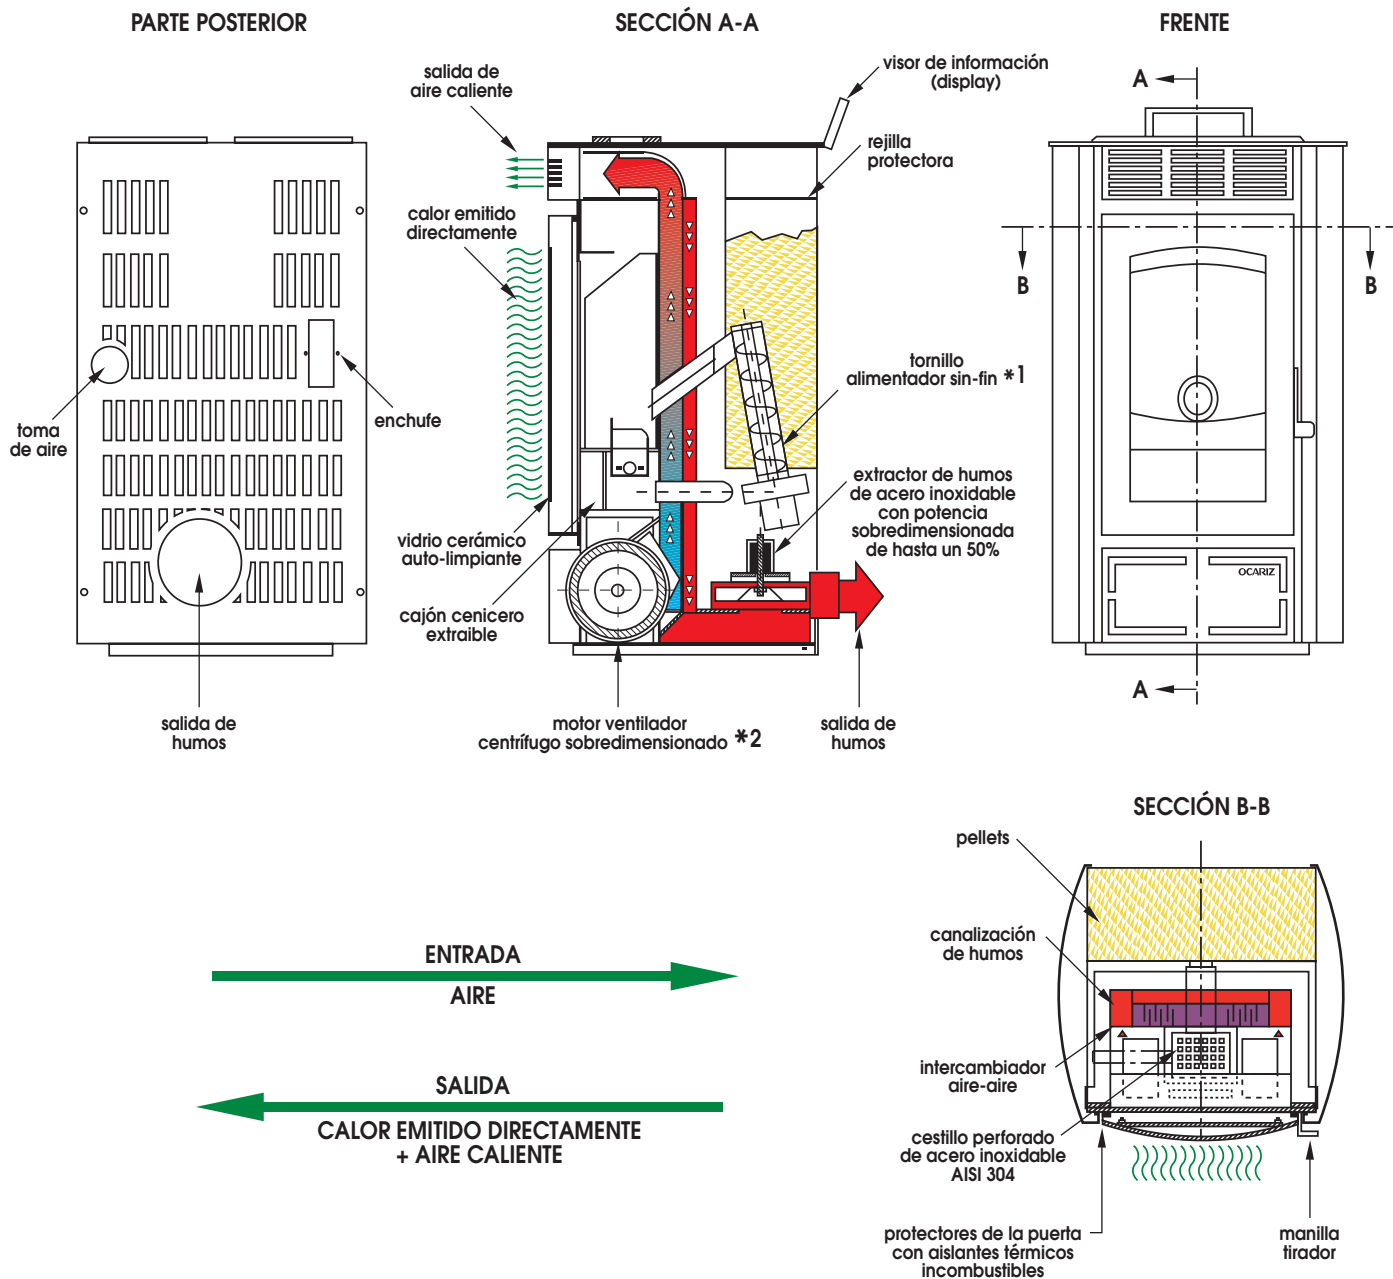 PARTE POSTERIOR
SECCIÓN A-A
FRENTE
salida de
aire caliente
visor de información
(display)
A
rejilla
protectora
calor emitido
directamente
B
B
tornillo
alimentador sin-fin *1
enchufe
toma
de aire
extractor de humos
de acero inoxidable
con potencia
sobredimensionada
de hasta un 50%
vidrio cerámico
auto-limpiante
OCARIZ
cajón cenicero
extraible
A
salida de
humos
motor ventilador
centrífugo sobredimensionado *2
salida de
humos
SECCIÓN B-B
pellets
canalización
de humos
ENTRADA
AIRE
intercambiador
aire-aire
SALIDA
CALOR EMITIDO DIRECTAMENTE
+ AIRE CALIENTE
cestillo perforado
de acero inoxidable
AISI 304
protectores de la puerta
con aislantes térmicos
incombustibles
manilla
tirador